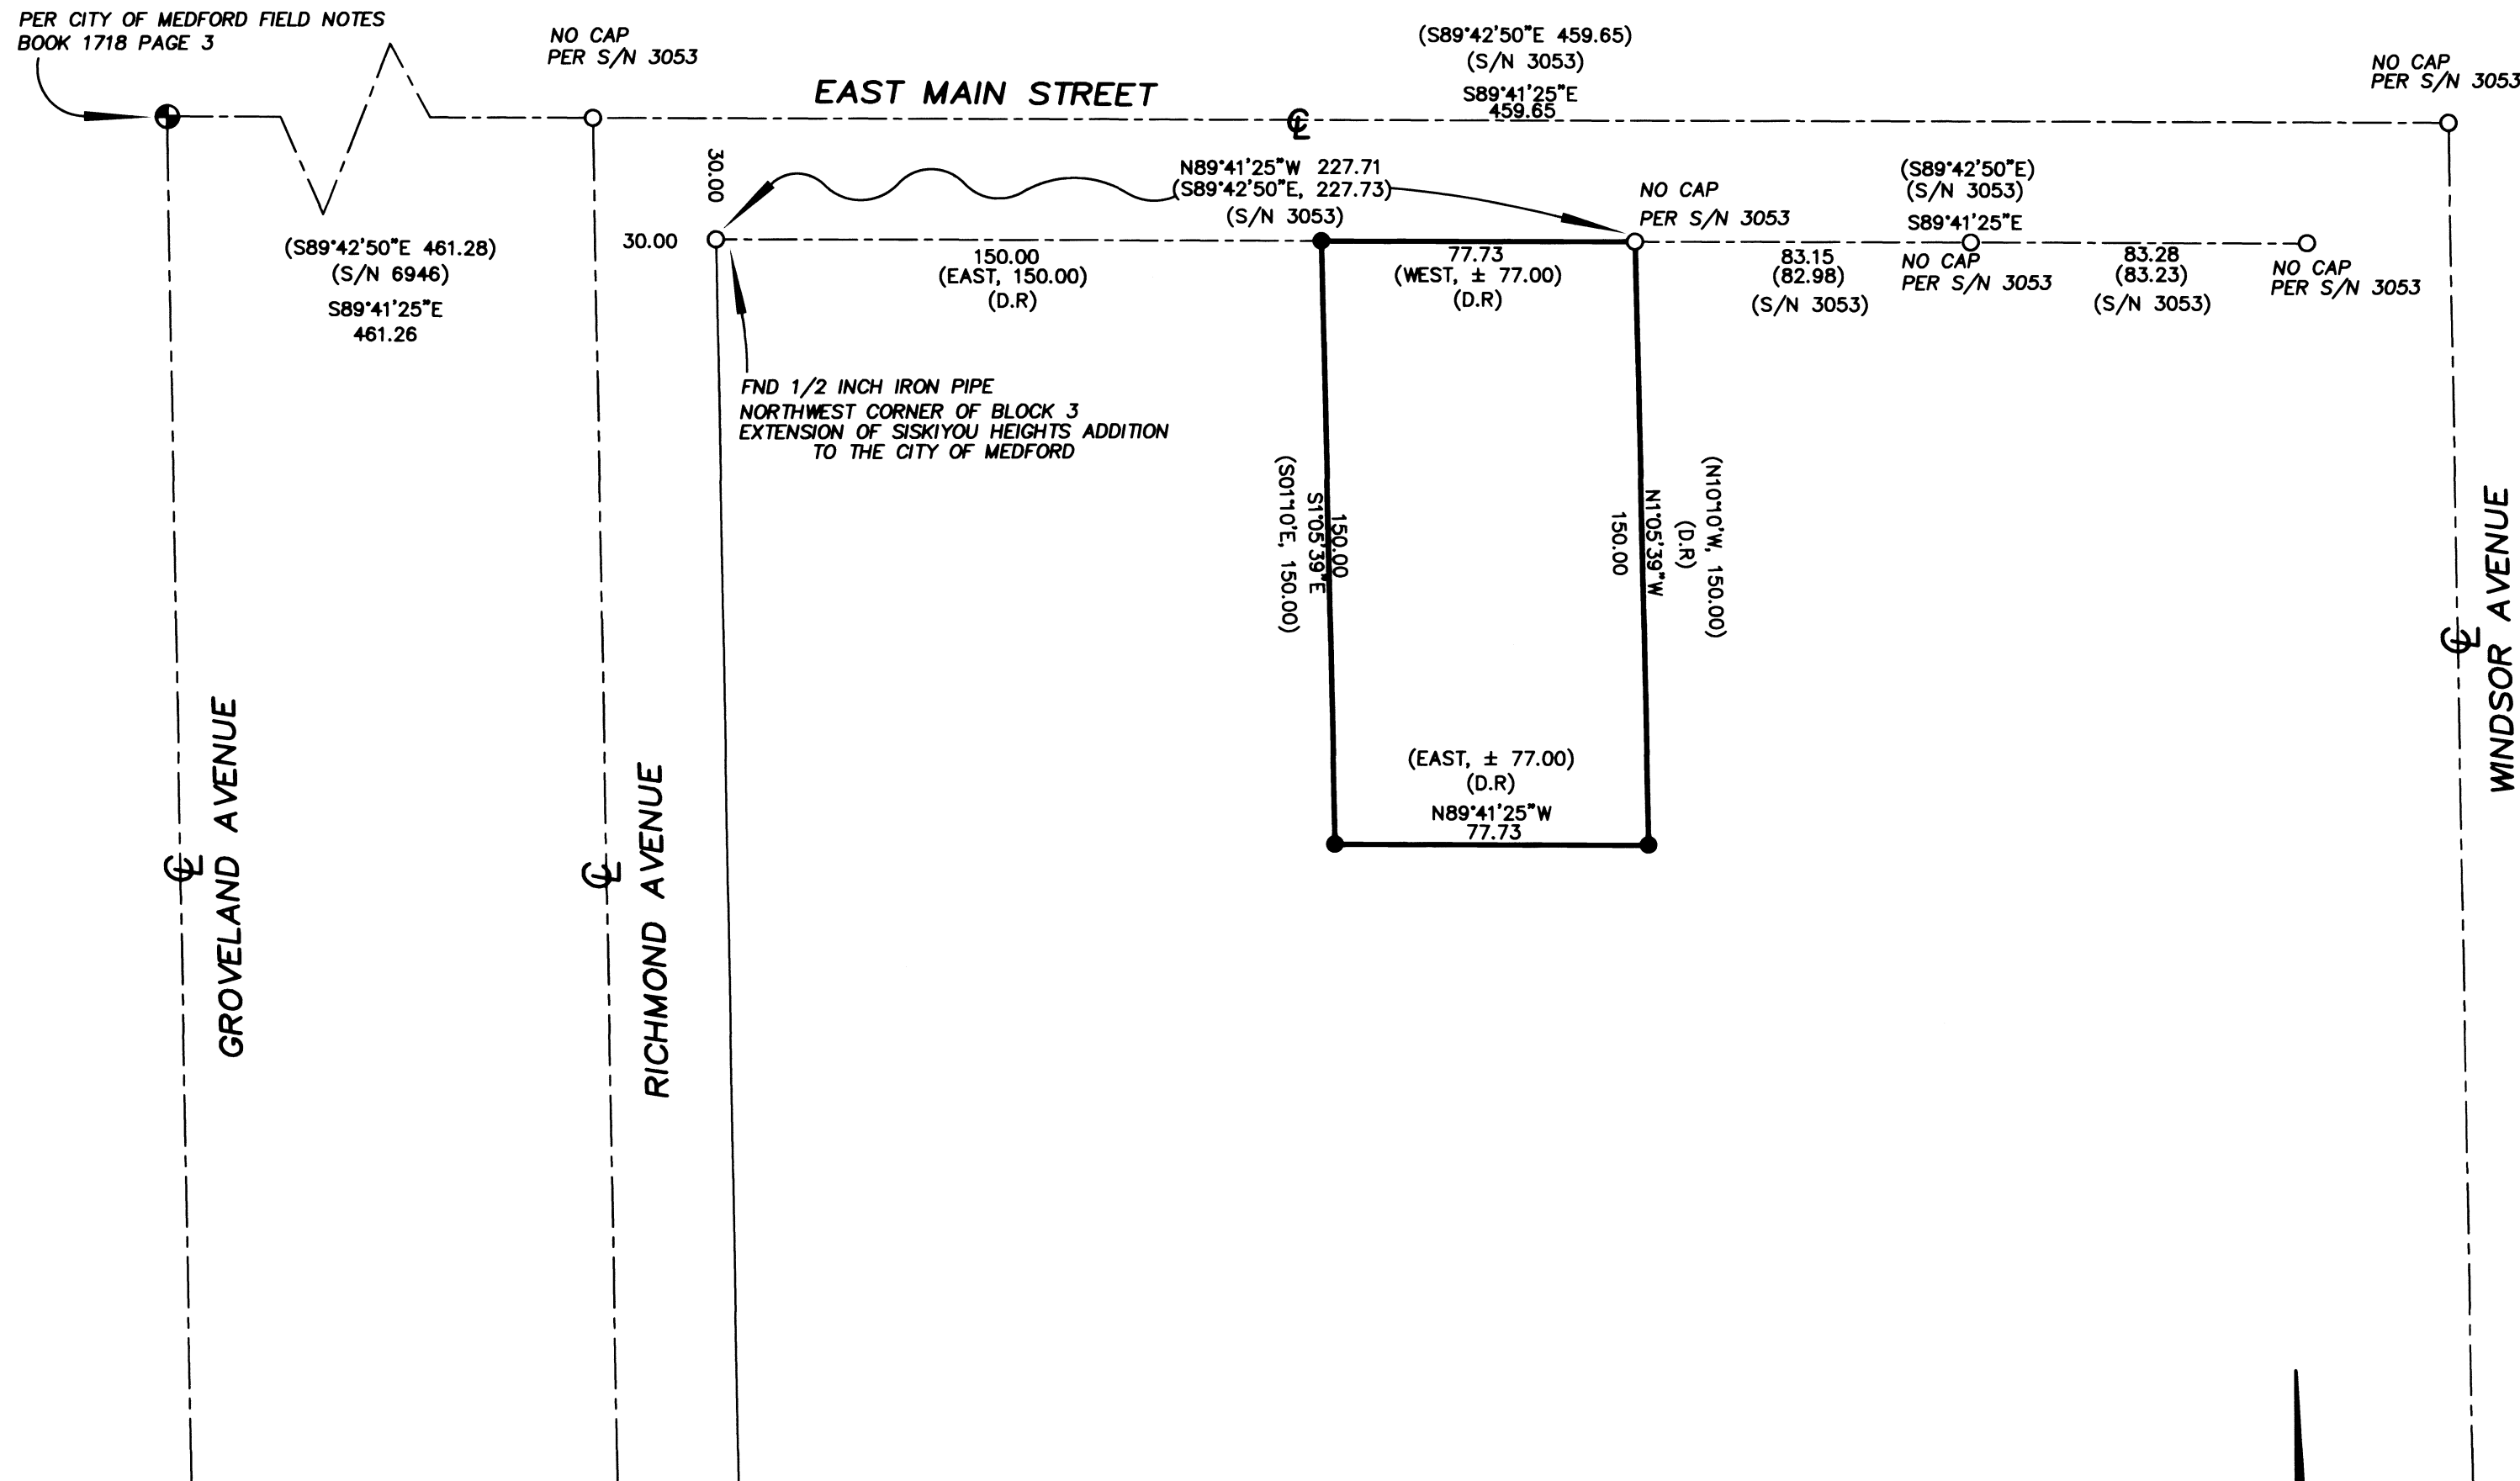 PER CITY OF MEDFORD FIELD NOTES
BOOK 1718 PAGE 3
NO CAP
PER S/N 3053
EAST MAIN STREET
℄
(S89°42'50"E 459.65)
(S/N 3053)
S89°41'25"E
459.65
NO CAP
PER S/N 3053
30.00
30.00
N89°41'25"W 227.71
(S89°42'50"E, 227.73)
(S/N 3053)
NO CAP
PER S/N 3053
(S89°42'50"E)
(S/N 3053)
S89°41'25"E
(S89°42'50"E 461.28)
(S/N 6946)
S89°41'25"E
461.26
150.00
(EAST, 150.00)
(D.R)
77.73
(WEST, ± 77.00)
(D.R)
83.15
(82.98)
(S/N 3053)
NO CAP
PER S/N 3053
83.28
(83.23)
(S/N 3053)
NO CAP
PER S/N 3053
FND 1/2 INCH IRON PIPE
NORTHWEST CORNER OF BLOCK 3
EXTENSION OF SISKIYOU HEIGHTS ADDITION
TO THE CITY OF MEDFORD
(S01°10'E, 150.00)
S1°05'39"E
150.00
150.00
N1°05'39"W
(D.R)
(N10°10'W, 150.00)
(EAST, ± 77.00)
(D.R)
N89°41'25"W
77.73
℄
GROVELAND AVENUE
℄
RICHMOND AVENUE
℄
WINDSOR AVENUE